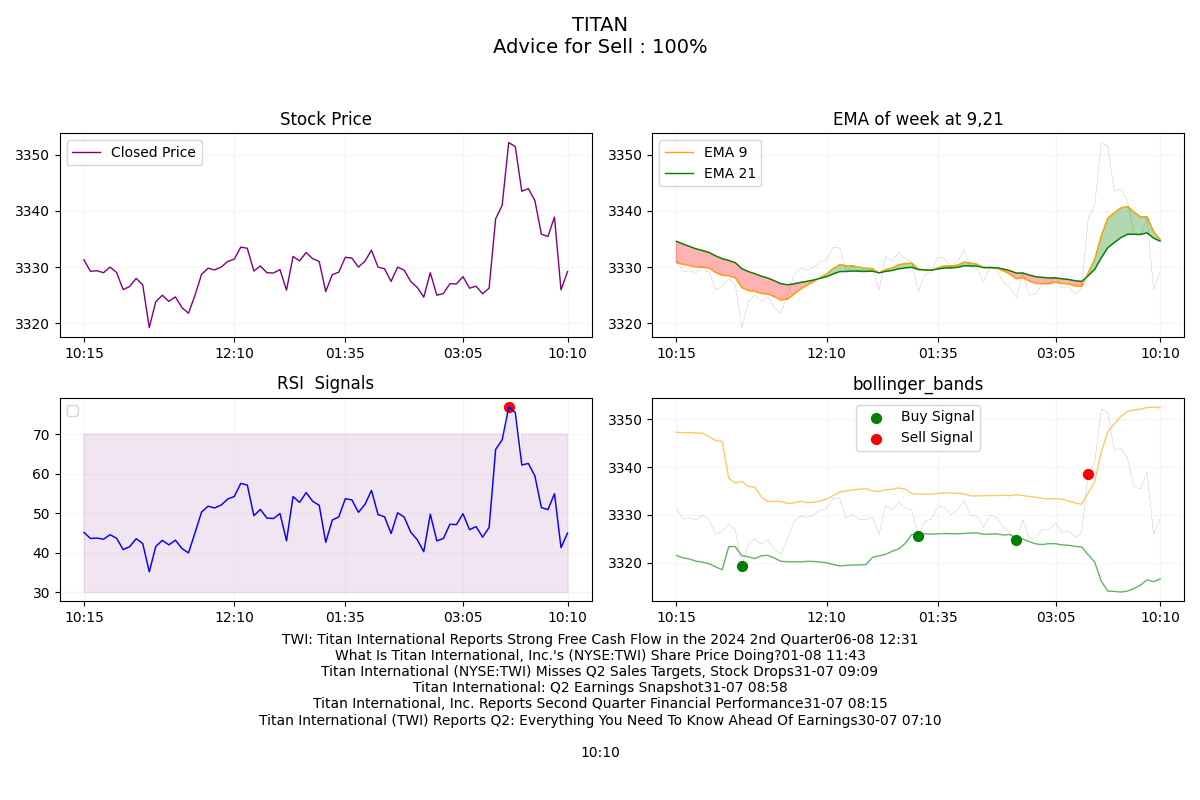 TITAN
Advice for Sell : 100%
Stock Price
Closed Price
3350
3340
3330
3320
10:15 12:10 01:35 03:05 10:10
EMA of week at 9,21
EMA 9
EMA 21
3350
3340
3330
3320
10:15 12:10 01:35 03:05 10:10
RSI  Signals
70
60
50
40
30
10:15 12:10 01:35 03:05 10:10
bollinger_bands
Buy Signal
Sell Signal
3350
3340
3330
3320
10:15 12:10 01:35 03:05 10:10
TWI: Titan International Reports Strong Free Cash Flow in the 2024 2nd Quarter06-08 12:31
What Is Titan International, Inc.'s (NYSE:TWI) Share Price Doing?01-08 11:43
Titan International (NYSE:TWI) Misses Q2 Sales Targets, Stock Drops31-07 09:09
Titan International: Q2 Earnings Snapshot31-07 08:58
Titan International, Inc. Reports Second Quarter Financial Performance31-07 08:15
Titan International (TWI) Reports Q2: Everything You Need To Know Ahead Of Earnings30-07 07:10
10:10